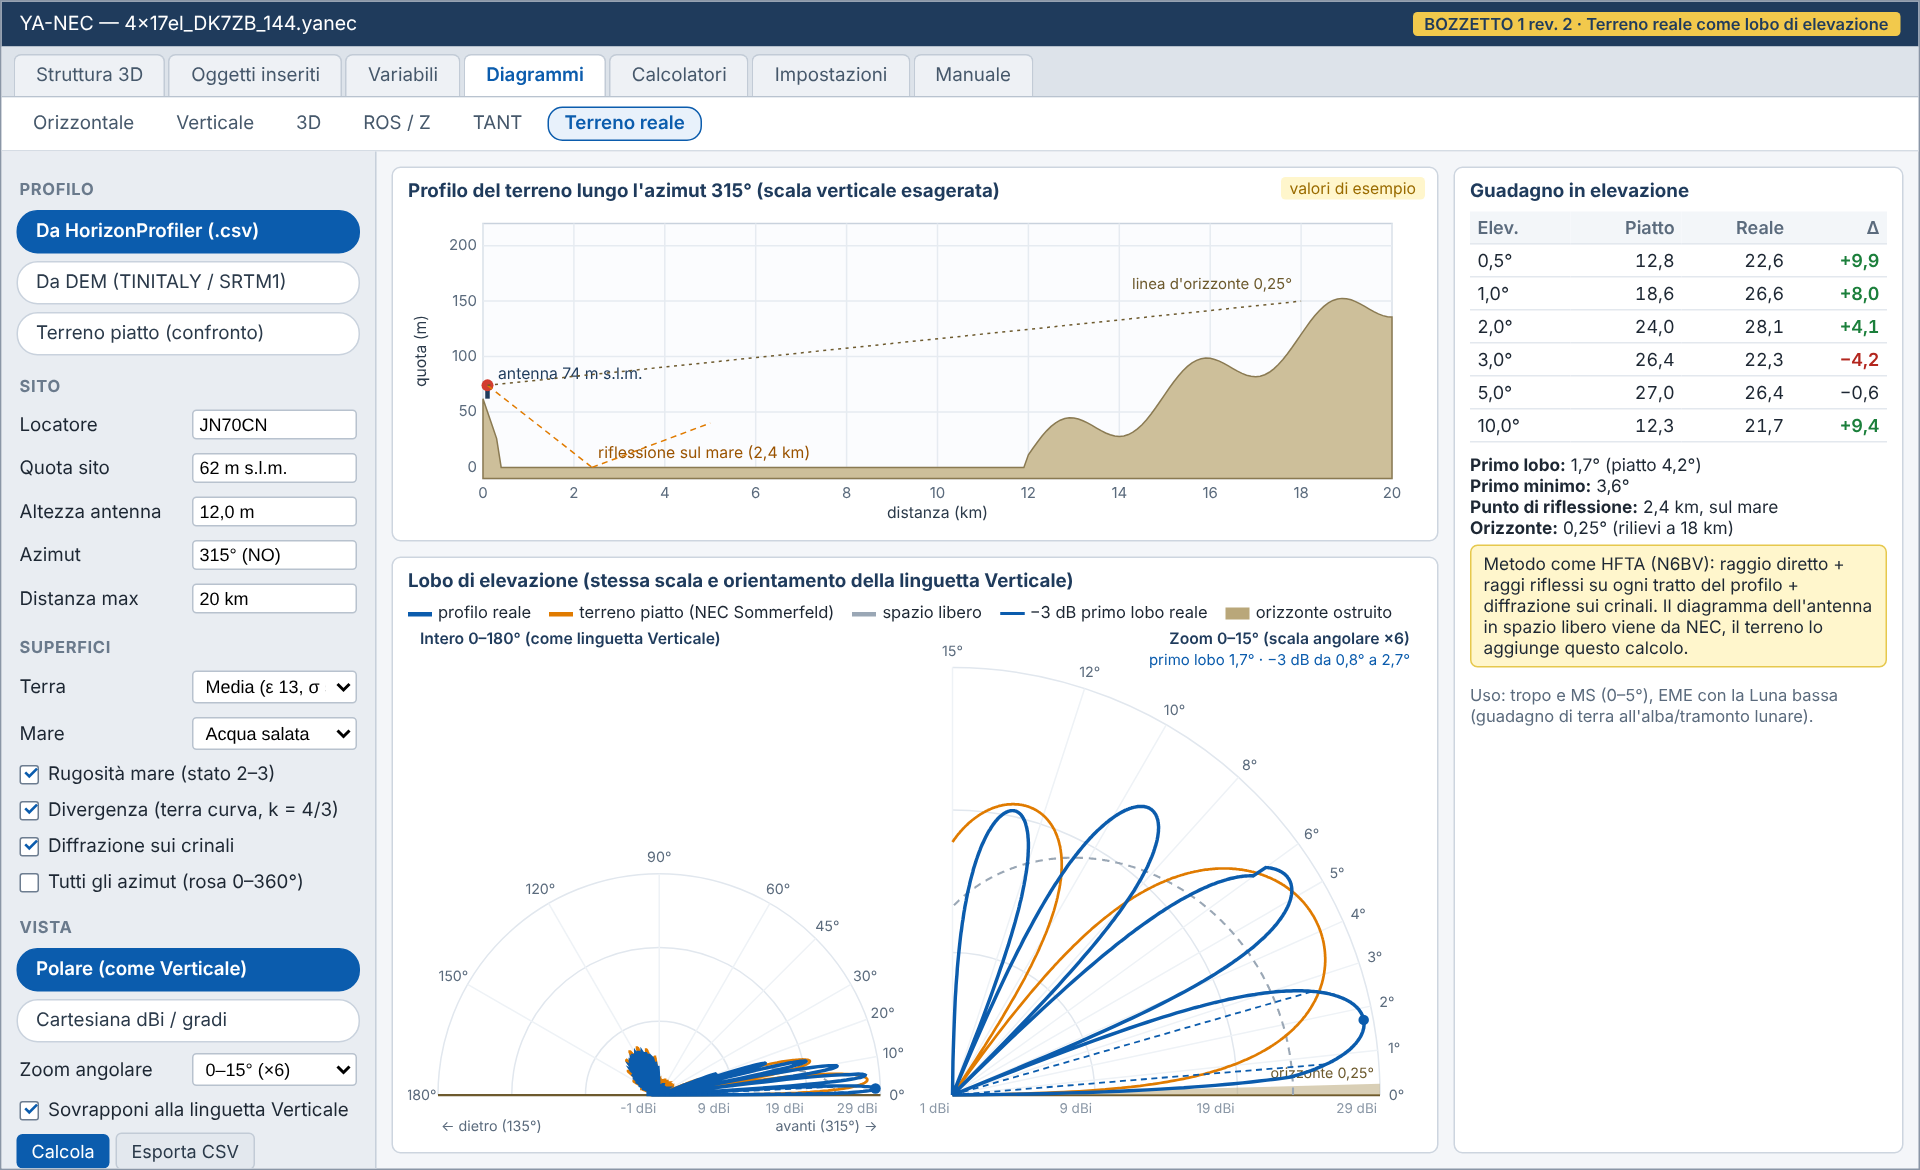 YA-NEC — 4×17el_DK7ZB_144.yanec
BOZZETTO 1 rev. 2 · Terreno reale come lobo di elevazione
Struttura 3D
Oggetti inseriti
Variabili
Diagrammi
Calcolatori
Impostazioni
Manuale
Orizzontale
Verticale
3D
ROS / Z
TANT
Terreno reale
PROFILO
Da HorizonProfiler (.csv)
Da DEM (TINITALY / SRTM1)
Terreno piatto (confronto)
SITO
Locatore
JN70CN
Quota sito
62 m s.l.m.
Altezza antenna
12,0 m
Azimut
315° (NO)
Distanza max
20 km
SUPERFICI
Terra
Media (ε 13, σ
Mare
Acqua salata
Rugosità mare (stato 2–3)
Divergenza (terra curva, k = 4/3)
Diffrazione sui crinali
Tutti gli azimut (rosa 0–360°)
VISTA
Polare (come Verticale)
Cartesiana dBi / gradi
Zoom angolare
0–15° (×6)
Sovrapponi alla linguetta Verticale
Calcola
Esporta CSV
Profilo del terreno lungo l'azimut 315° (scala verticale esagerata)
valori di esempio
quota (m)
200
150
100
50
0
linea d'orizzonte 0,25°
antenna 74 m s.l.m.
riflessione sul mare (2,4 km)
0
2
4
6
8
10
12
14
16
18
20
distanza (km)
Lobo di elevazione (stessa scala e orientamento della linguetta Verticale)
profilo reale
terreno piatto (NEC Sommerfeld)
spazio libero
−3 dB primo lobo reale
orizzonte ostruito
Intero 0–180° (come linguetta Verticale)
90°
120°
60°
45°
150°
30°
20°
10°
180°
0°
−1 dBi
9 dBi
19 dBi
29 dBi
← dietro (135°)
avanti (315°) →
Zoom 0–15° (scala angolare ×6)
primo lobo 1,7° · −3 dB da 0,8° a 2,7°
15°
12°
10°
8°
6°
5°
4°
3°
2°
1°
orizzonte 0,25°
0°
1 dBi
9 dBi
19 dBi
29 dBi
Guadagno in elevazione
Elev. Piatto Reale Δ
0,5° 12,8 22,6 +9,9
1,0° 18,6 26,6 +8,0
2,0° 24,0 28,1 +4,1
3,0° 26,4 22,3 −4,2
5,0° 27,0 26,4 −0,6
10,0° 12,3 21,7 +9,4
Primo lobo: 1,7° (piatto 4,2°)
Primo minimo: 3,6°
Punto di riflessione: 2,4 km, sul mare
Orizzonte: 0,25° (rilievi a 18 km)
Metodo come HFTA (N6BV): raggio diretto +
raggi riflessi su ogni tratto del profilo +
diffrazione sui crinali. Il diagramma dell'antenna
in spazio libero viene da NEC, il terreno lo
aggiunge questo calcolo.
Uso: tropo e MS (0–5°), EME con la Luna bassa
(guadagno di terra all'alba/tramonto lunare).